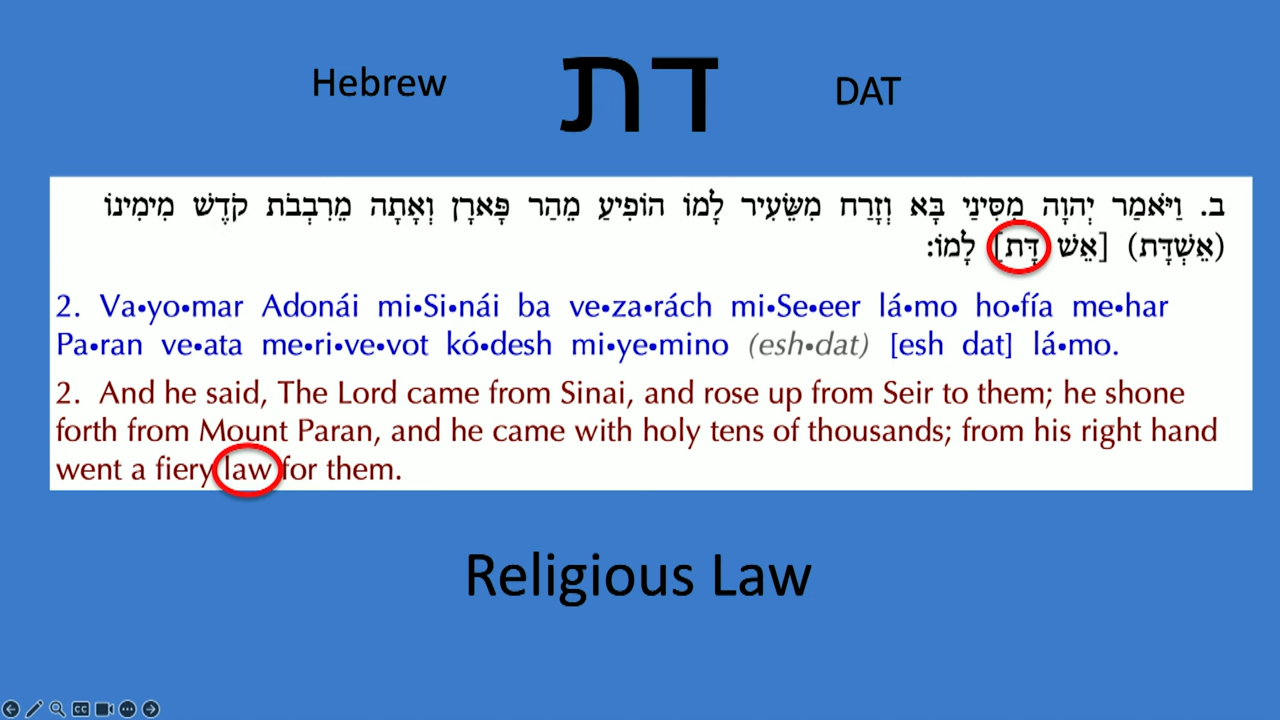 Hebrew דת DAT
ב. וַיֹּאמַר יְהוָה מִסִּינַי בָּא וְזָרַח מִשֵּׂעִיר לָמוֹ הוֹפִיעַ מֵהַר פָּארָן וְאָתָה מֵרִבְבֹת קֹדֶשׁ מִימִינוֹ
(אֵשְׁדָּת) [אֵשׁ דָּת] לָמוֹ:
2. Va•yo•mar Adonái mi•Si•nái ba ve•za•rách mi•Se•eer lá•mo ho•fía me•har
Pa•ran ve•ata me•ri•ve•vot kó•desh mi•ye•mino (esh•dat) [esh dat] lá•mo.
2. And he said, The Lord came from Sinai, and rose up from Seir to them; he shone
forth from Mount Paran, and he came with holy tens of thousands; from his right hand
went a fiery law for them.
Religious Law
CC